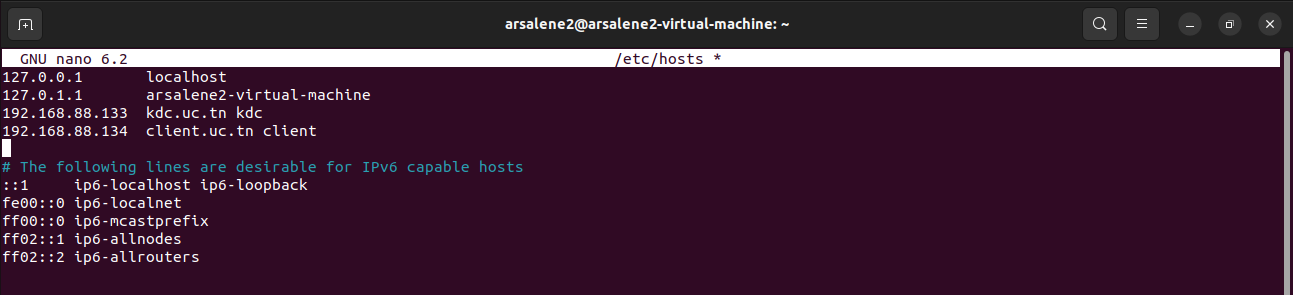 arsalene2@arsalene2-virtual-machine: ~
GNU nano 6.2 /etc/hosts *
127.0.0.1 localhost
127.0.1.1 arsalene2-virtual-machine
192.168.88.133 kdc.uc.tn kdc
192.168.88.134 client.uc.tn client
# The following lines are desirable for IPv6 capable hosts
::1 ip6-localhost ip6-loopback
fe00::0 ip6-localnet
ff00::0 ip6-mcastprefix
ff02::1 ip6-allnodes
ff02::2 ip6-allrouters